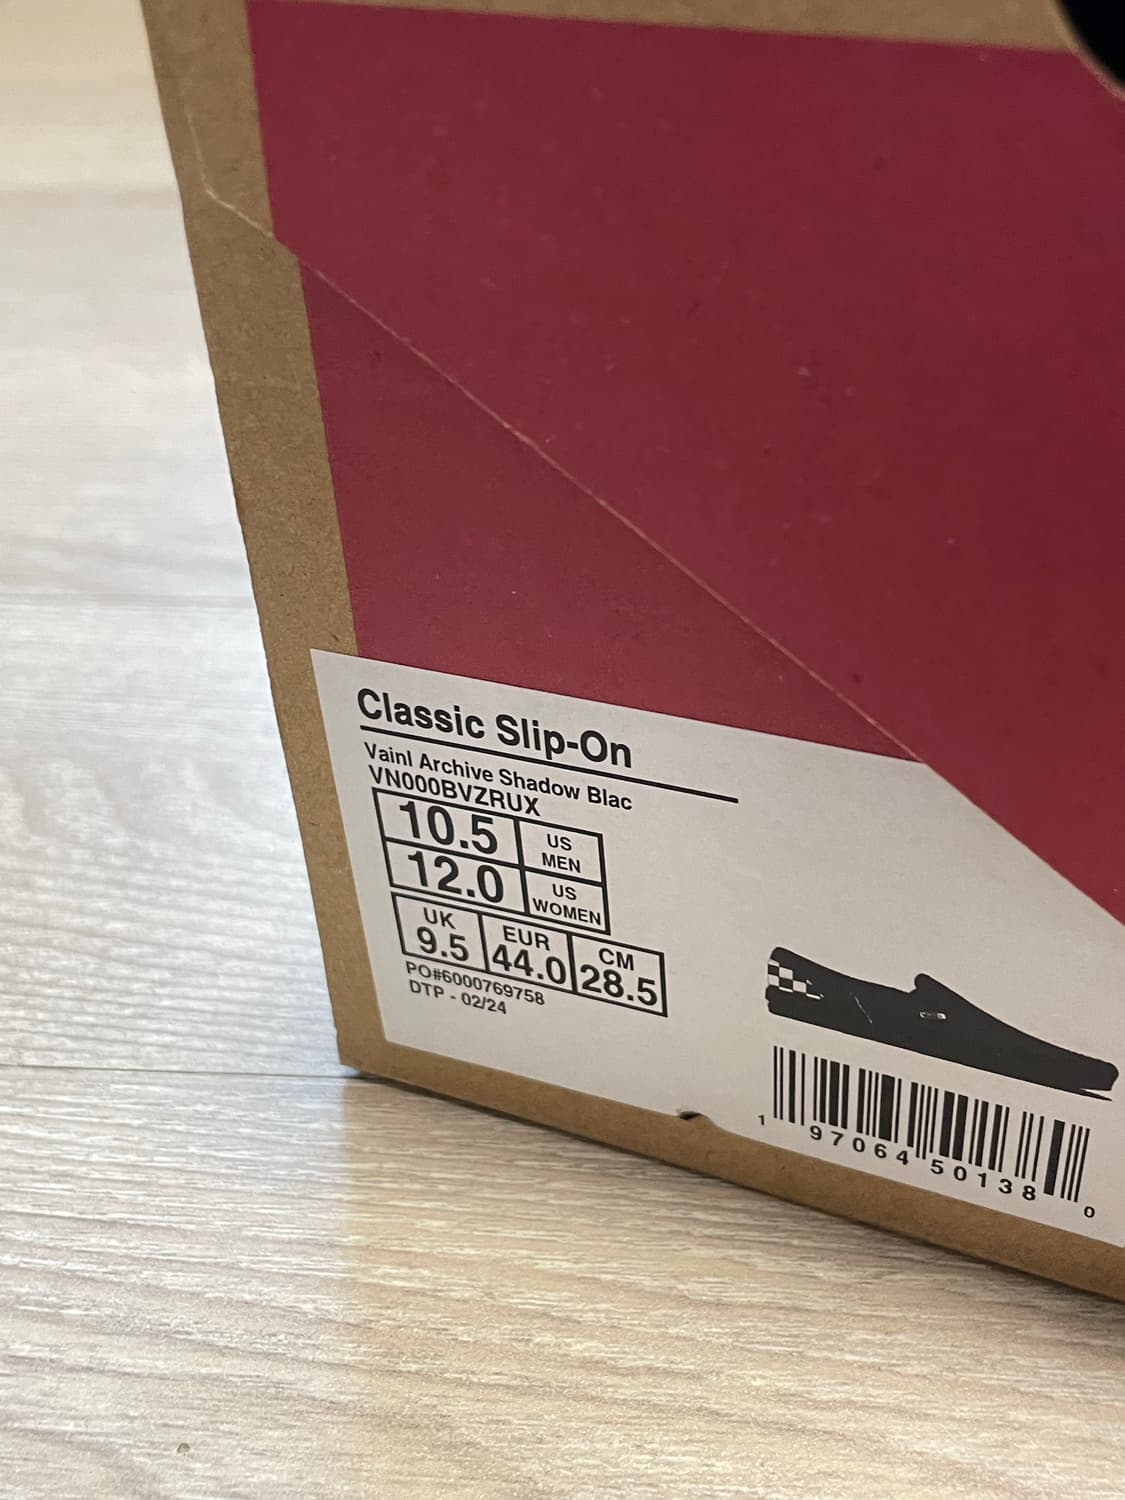 Classic Slip-On
Vainl Archive Shadow Blac
VN000BVZRUX
10.5 US MEN
12.0 US WOMEN
UK EUR CM
9.5 44.0 28.5
PO#6000769758
DTP - 02/24
1 97064 50138 0